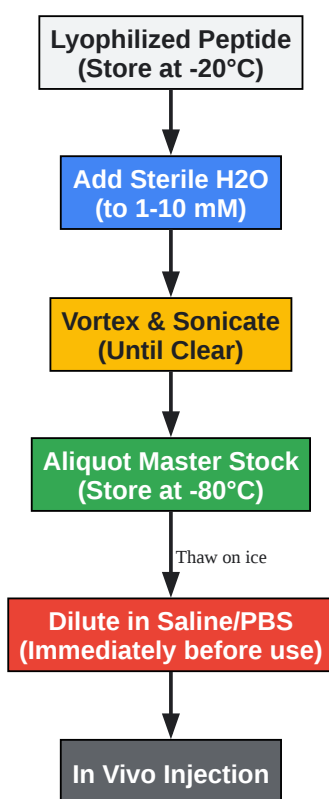 Lyophilized Peptide
(Store at -20°C)
Add Sterile H2O
(to 1-10 mM)
Vortex & Sonicate
(Until Clear)
Aliquot Master Stock
(Store at -80°C)
Thaw on ice
Dilute in Saline/PBS
(Immediately before use)
In Vivo Injection